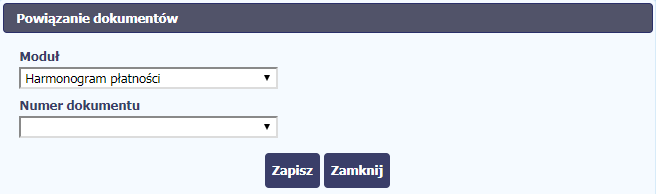 Powiązanie dokumentów
Moduł
Harmonogram płatności
Numer dokumentu
Zapisz Zamknij